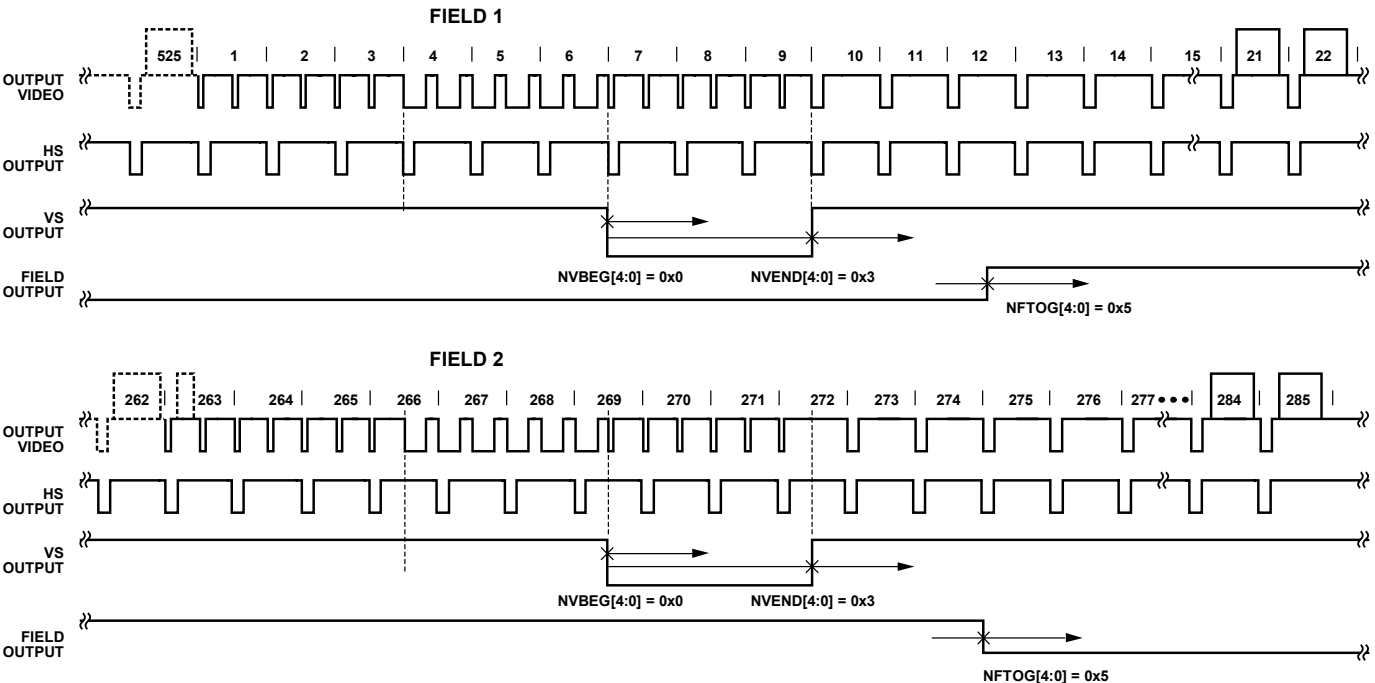 FIELD 1
525 | 1 | 2 | 3 | 4 | 5 | 6 | 7 | 8 | 9 | 10 | 11 | 12 | 13 | 14 | 15 | 21 | 22 |
OUTPUT
VIDEO
HS
OUTPUT
VS
OUTPUT
NVBEG[4:0] = 0x0 NVEND[4:0] = 0x3
FIELD
OUTPUT
NFTOG[4:0] = 0x5
FIELD 2
262 | 263 | 264 | 265 | 266 | 267 | 268 | 269 | 270 | 271 | 272 | 273 | 274 | 275 | 276 | 277 ••• | 284 | 285 |
OUTPUT
VIDEO
HS
OUTPUT
VS
OUTPUT
NVBEG[4:0] = 0x0 NVEND[4:0] = 0x3
FIELD
OUTPUT
NFTOG[4:0] = 0x5